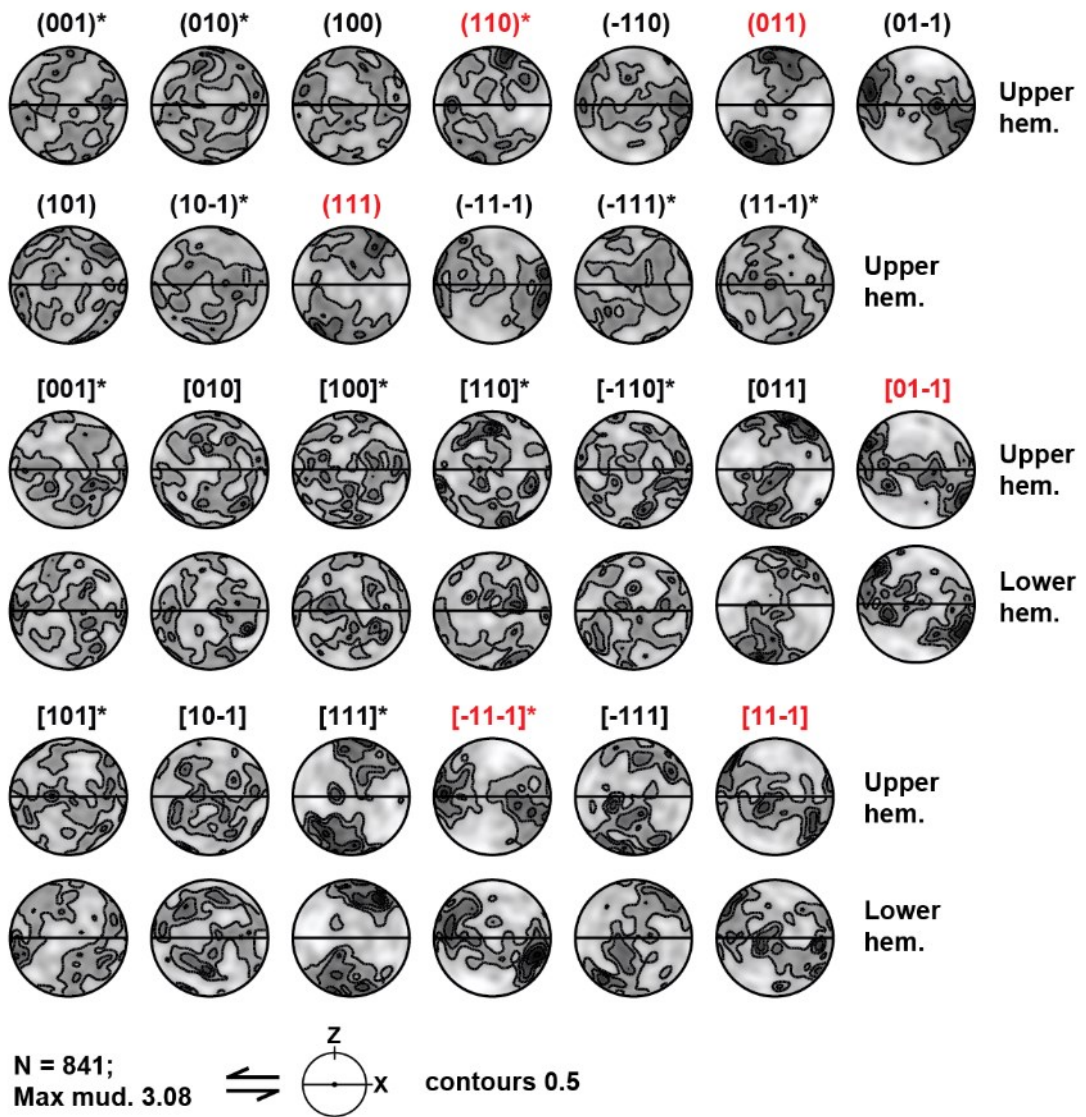 (001)* (010)* (100) (110)* (-110) (011) (01-1)
Upper
hem.
(101) (10-1)* (111) (-11-1) (-111)* (11-1)*
Upper
hem.
[001]* [010] [100]* [110]* [-110]* [011] [01-1]
Upper
hem.
Lower
hem.
[101]* [10-1] [111]* [-11-1]* [-111] [11-1]
Upper
hem.
Lower
hem.
Z
N = 841;
X
Max mud. 3.08
contours 0.5